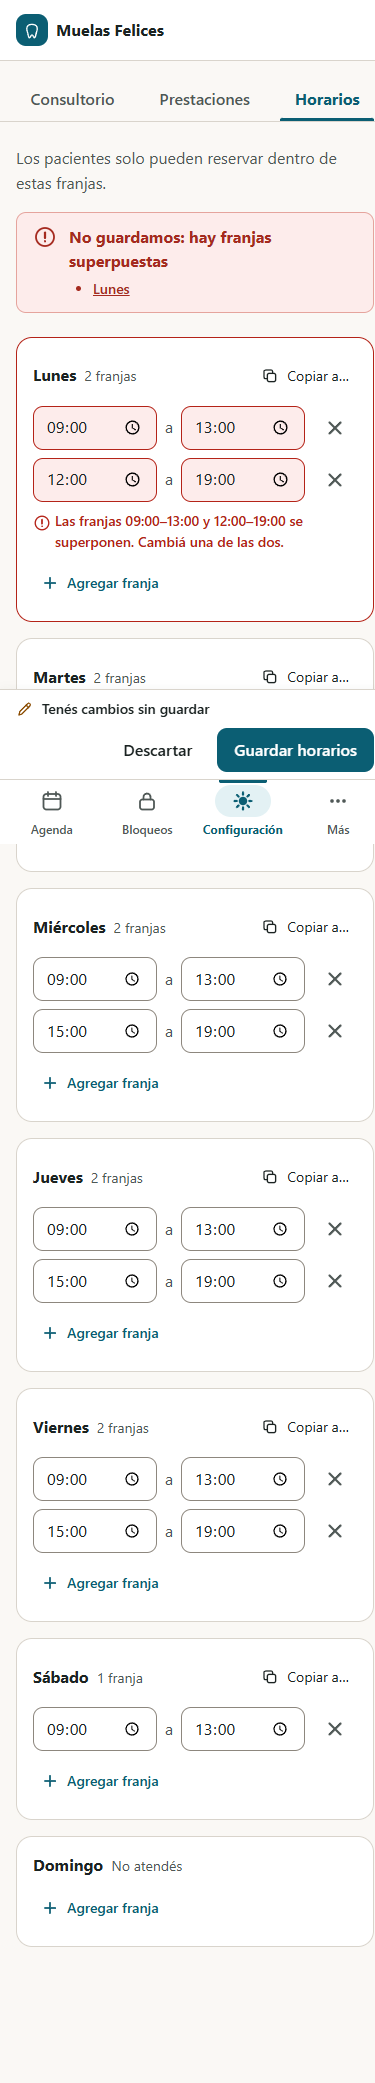 Muelas Felices
Consultorio Prestaciones Horarios
Los pacientes solo pueden reservar dentro de
estas franjas.
No guardamos: hay franjas
superpuestas
• Lunes
Lunes 2 franjas Copiar a...
09:00 a 13:00
12:00 a 19:00
Las franjas 09:00–13:00 y 12:00–19:00 se
superponen. Cambiá una de las dos.
+ Agregar franja
Martes 2 franjas Copiar a...
Tenés cambios sin guardar
Descartar Guardar horarios
Agenda Bloqueos Configuración Más
Miércoles 2 franjas Copiar a...
09:00 a 13:00
15:00 a 19:00
+ Agregar franja
Jueves 2 franjas Copiar a...
09:00 a 13:00
15:00 a 19:00
+ Agregar franja
Viernes 2 franjas Copiar a...
09:00 a 13:00
15:00 a 19:00
+ Agregar franja
Sábado 1 franja Copiar a...
09:00 a 13:00
+ Agregar franja
Domingo No atendés
+ Agregar franja